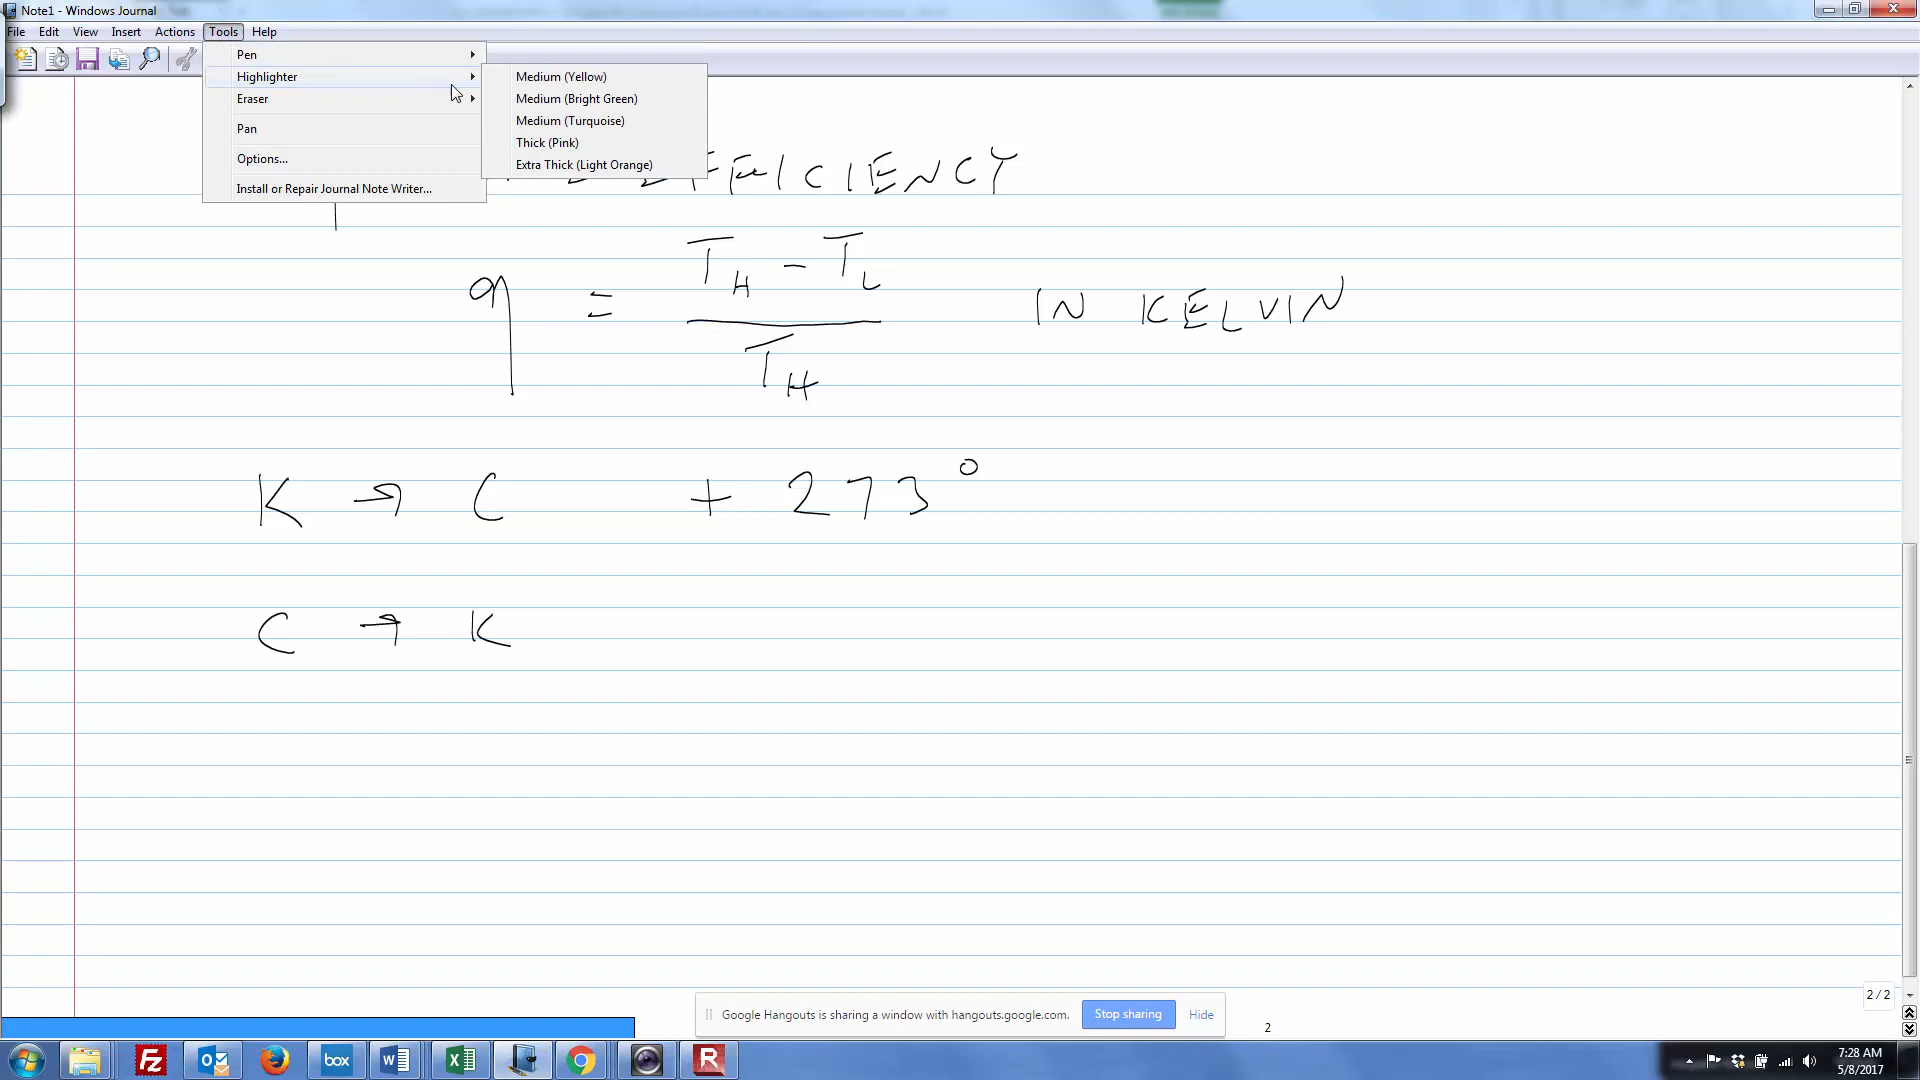 Note1 - Windows Journal
File Edit View Insert Actions Tools Help
Pen
Highlighter
Eraser
Pan
Options...
Install or Repair Journal Note Writer...
Medium (Yellow)
Medium (Bright Green)
Medium (Turquoise)
Thick (Pink)
Extra Thick (Light Orange)
= EFFICIENCY
η = T_H - T_L / T_H IN KELVIN
K → C + 273°
C → K
2 / 2
Google Hangouts is sharing a window with hangouts.google.com. Stop sharing Hide
2
Fz box R
7:28 AM
5/8/2017